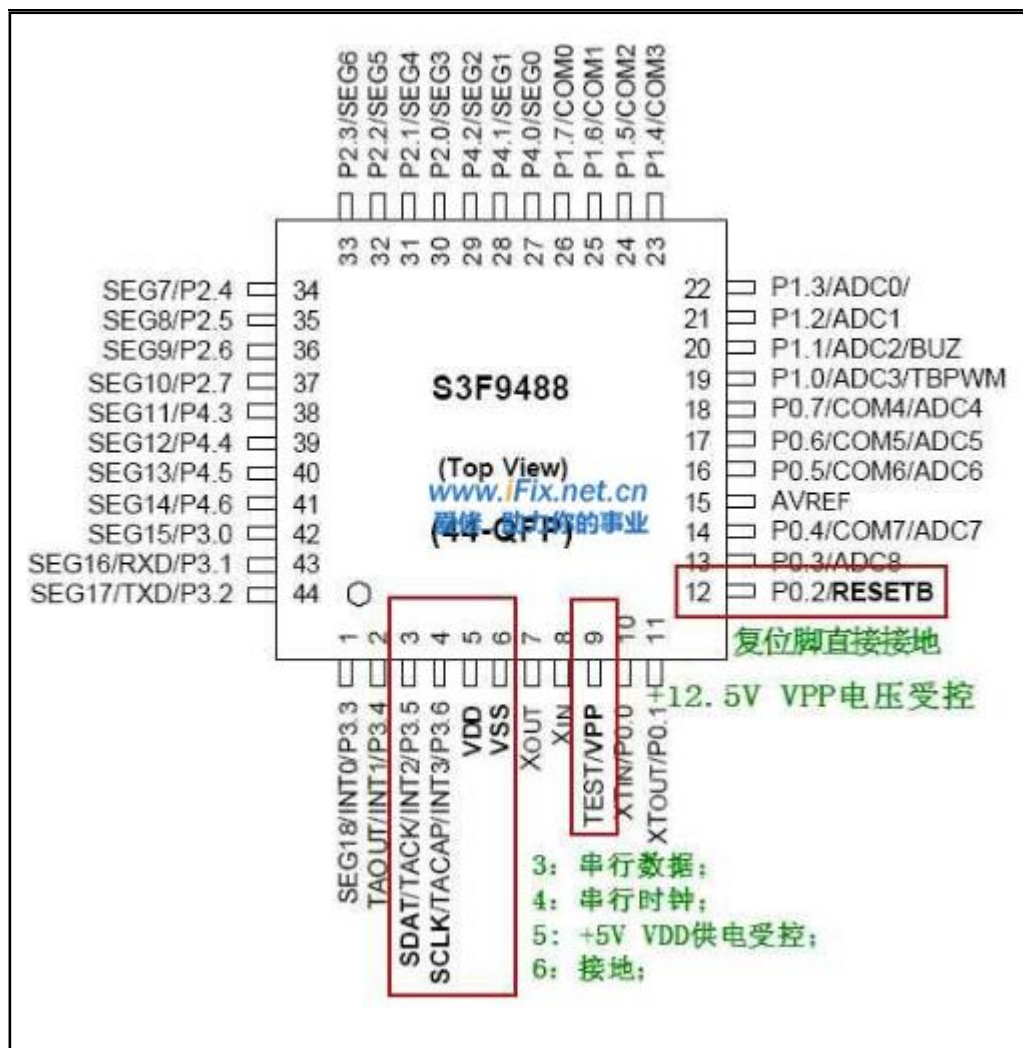 P2.3/SEG6
P2.2/SEG5
P2.1/SEG4
P2.0/SEG3
P4.2/SEG2
P4.1/SEG1
P4.0/SEG0
P1.7/COM0
P1.6/COM1
P1.5/COM2
P1.4/COM3
33 32 31 30 29 28 27 26 25 24 23
SEG7/P2.4 34
SEG8/P2.5 35
SEG9/P2.6 36
SEG10/P2.7 37
SEG11/P4.3 38
SEG12/P4.4 39
SEG13/P4.5 40
SEG14/P4.6 41
SEG15/P3.0 42
SEG16/RXD/P3.1 43
SEG17/TXD/P3.2 44
S3F9488
(Top View)
www.iFix.net.cn
助力你的事业
(44-QFP)
22 P1.3/ADC0/
21 P1.2/ADC1
20 P1.1/ADC2/BUZ
19 P1.0/ADC3/TBPWM
18 P0.7/COM4/ADC4
17 P0.6/COM5/ADC5
16 P0.5/COM6/ADC6
15 AVREF
14 P0.4/COM7/ADC7
13 P0.3/ADC8
12 P0.2/RESETB
复位脚直接接地
+12.5V VPP电压受控
1 2 3 4 5 6 7 8 9 10 11
SEG18/INT0/P3.3
TAOUT/INT1/P3.4
SDAT/TACK/INT2/P3.5
SCLK/TACAP/INT3/P3.6
VDD
VSS
XOUT
XIN
TEST/VPP
XTIN/P0.0
XTOUT/P0.1
3: 串行数据;
4: 串行时钟;
5: +5V VDD供电受控;
6: 接地;